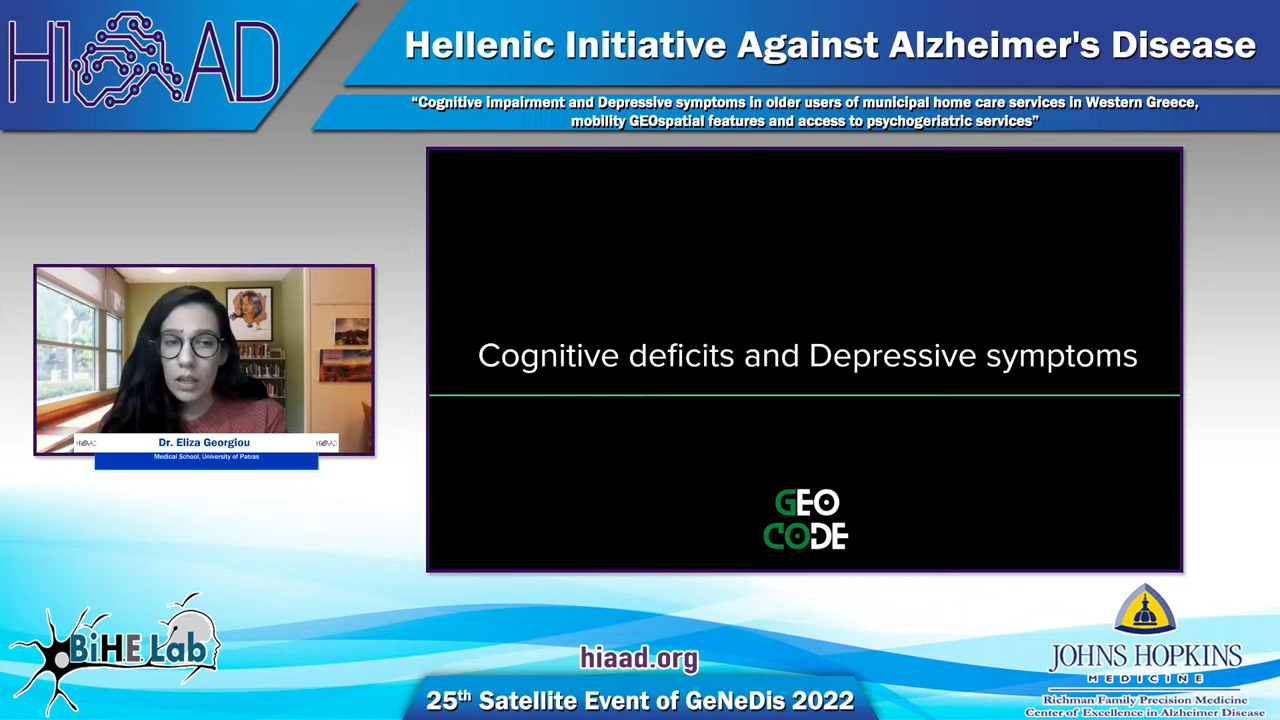 HIAAD
Hellenic Initiative Against Alzheimer's Disease
“Cognitive impairment and Depressive symptoms in older users of municipal home care services in Western Greece,
mobility GEOspatial features and access to psychogeriatric services”
Cognitive deficits and Depressive symptoms
GEO
CODE
HIAAD Dr. Eliza Georgiou HIAAD
Medical School, University of Patras
BiHE Lab
hiaad.org
25th Satellite Event of GeNeDis 2022
JOHNS HOPKINS
MEDICINE
Richman Family Precision Medicine
Center of Excellence in Alzheimer Disease